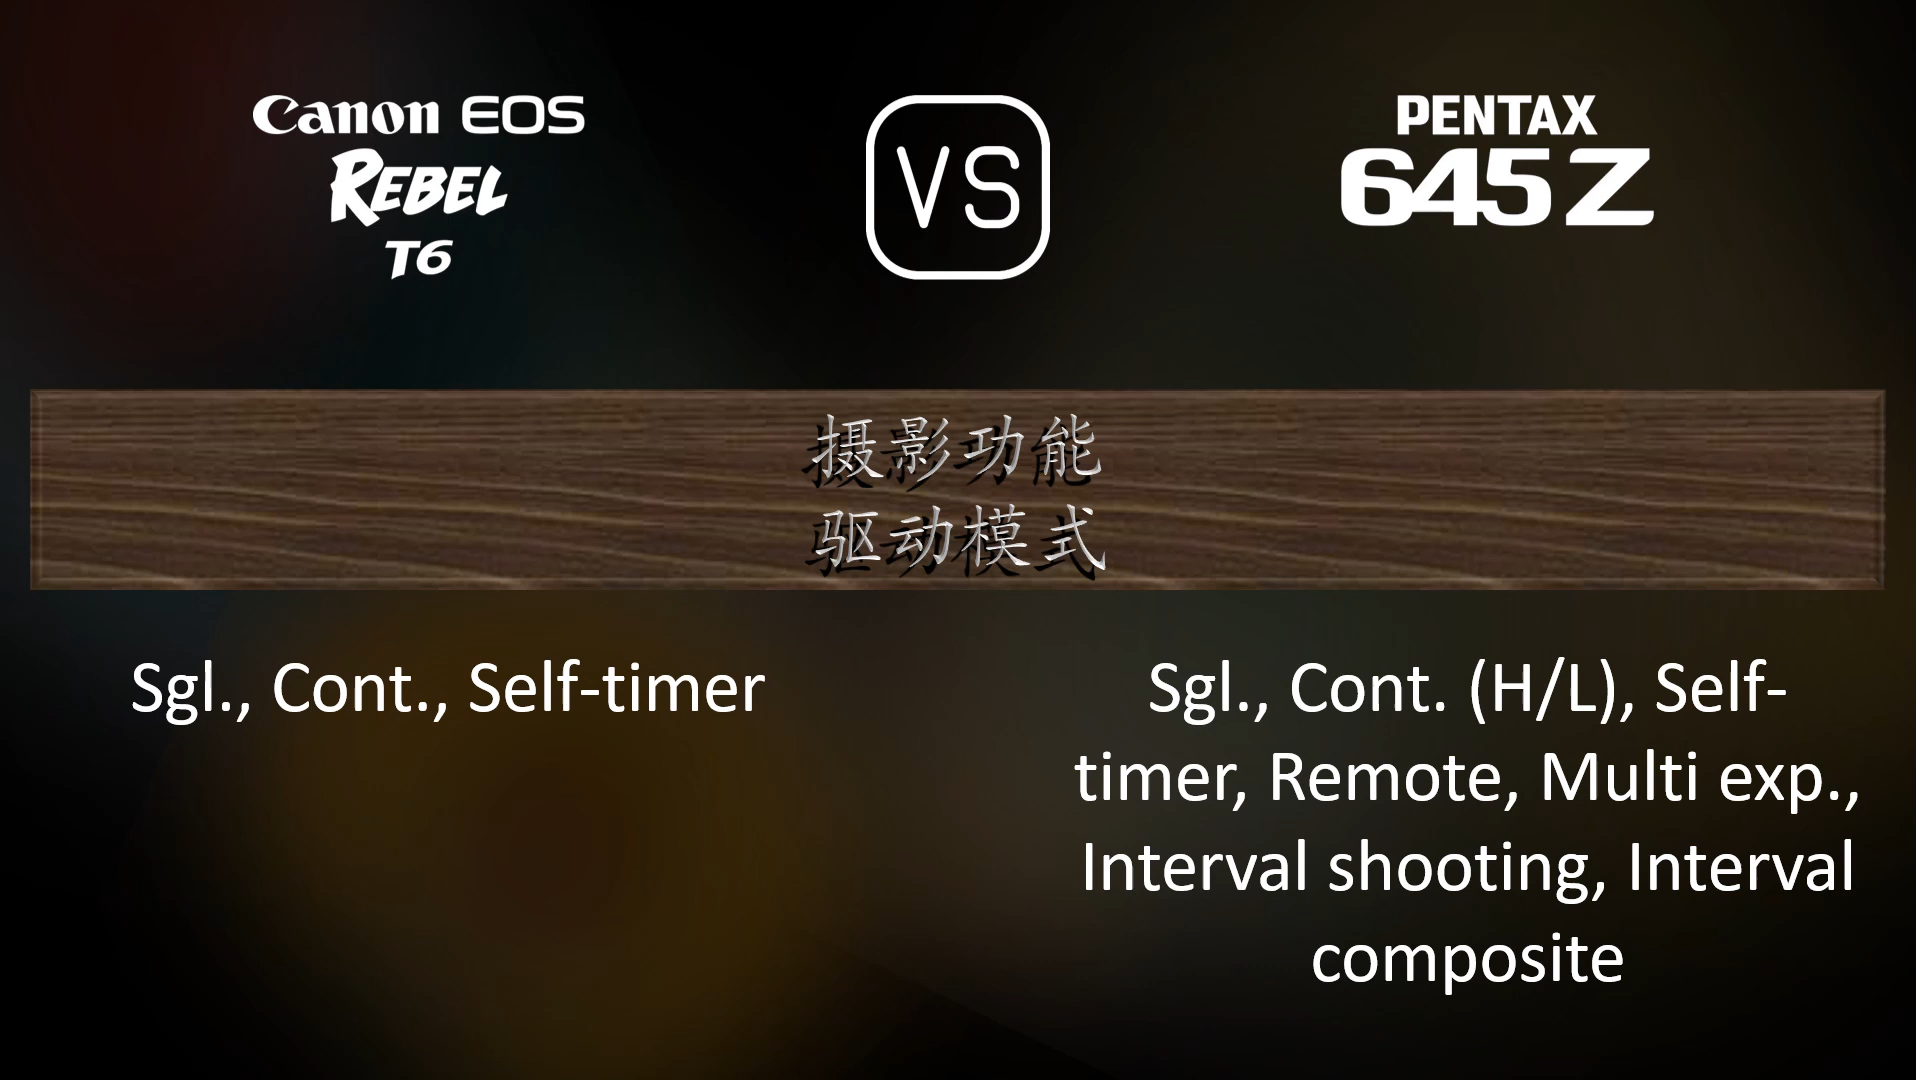 Canon EOS
REBEL
T6
VS
PENTAX
645Z
摄影功能
驱动模式
Sgl., Cont., Self-timer
Sgl., Cont. (H/L), Self-
timer, Remote, Multi exp.,
Interval shooting, Interval
composite